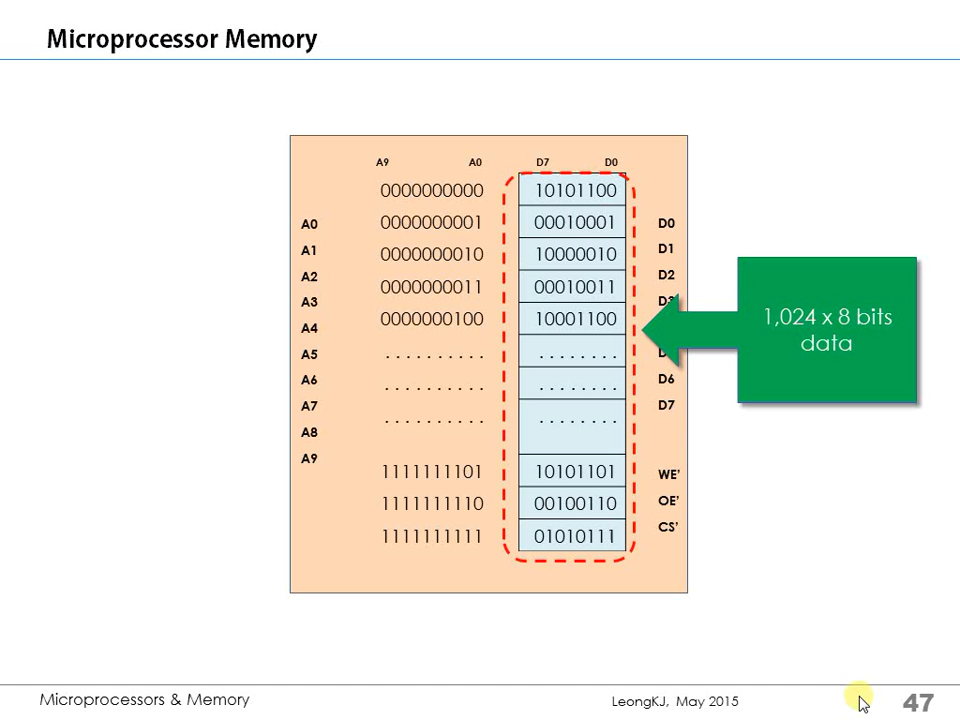 Microprocessor Memory
A9 A0 D7 D0
0000000000 10101100
0000000001 00010001
0000000010 10000010
0000000011 00010011
0000000100 10001100
. . . . . . . . . . . . . . . . . .
. . . . . . . . . . . . . . . . . .
. . . . . . . . . . . . . . . . . .
1111111101 10101101
1111111110 00100110
1111111111 01010111
A0
A1
A2
A3
A4
A5
A6
A7
A8
A9
D0
D1
D2
D3
D6
D7
WE’
OE’
CS’
1,024 x 8 bits
data
Microprocessors & Memory LeongKJ, May 2015 47